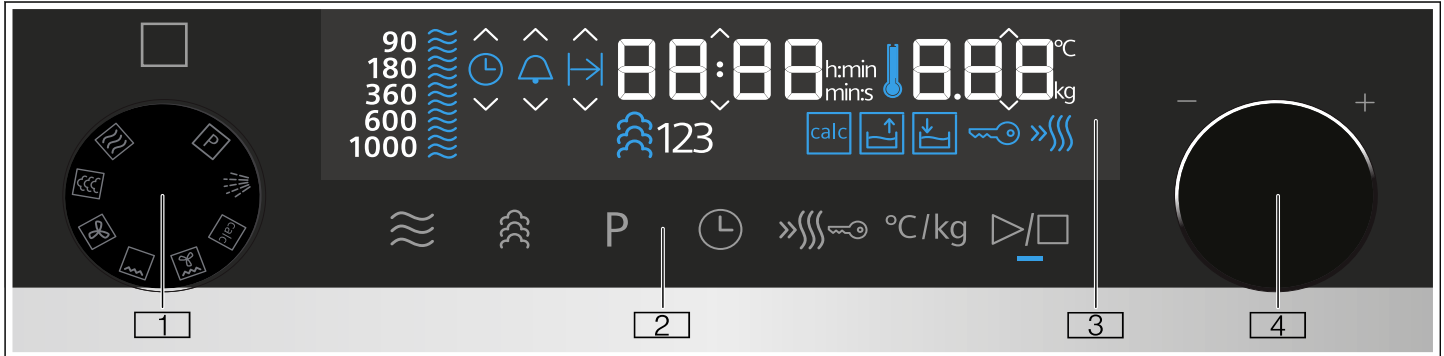 90
180
360
600
1000
88:88 h:min
min:s
8.88 °C
kg
123
calc
P
calc
P
°C/kg
- +
1 2 3 4